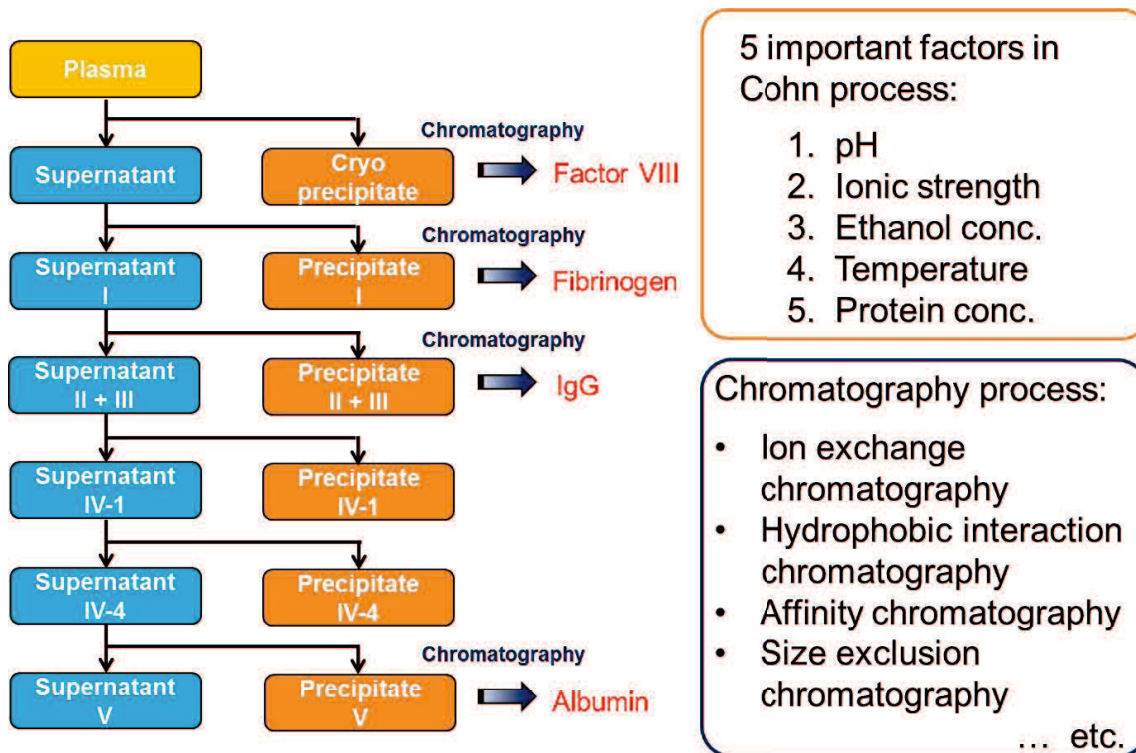 Plasma
Chromatography
Supernatant
Cryo
precipitate
Factor VIII
Chromatography
Supernatant
I
Precipitate
I
Fibrinogen
Chromatography
Supernatant
II + III
Precipitate
II + III
IgG
Supernatant
IV-1
Precipitate
IV-1
Supernatant
IV-4
Precipitate
IV-4
Chromatography
Supernatant
V
Precipitate
V
Albumin
5 important factors in
Cohn process:
1. pH
2. Ionic strength
3. Ethanol conc.
4. Temperature
5. Protein conc.
Chromatography process:
• Ion exchange
chromatography
• Hydrophobic interaction
chromatography
• Affinity chromatography
• Size exclusion
chromatography
... etc.